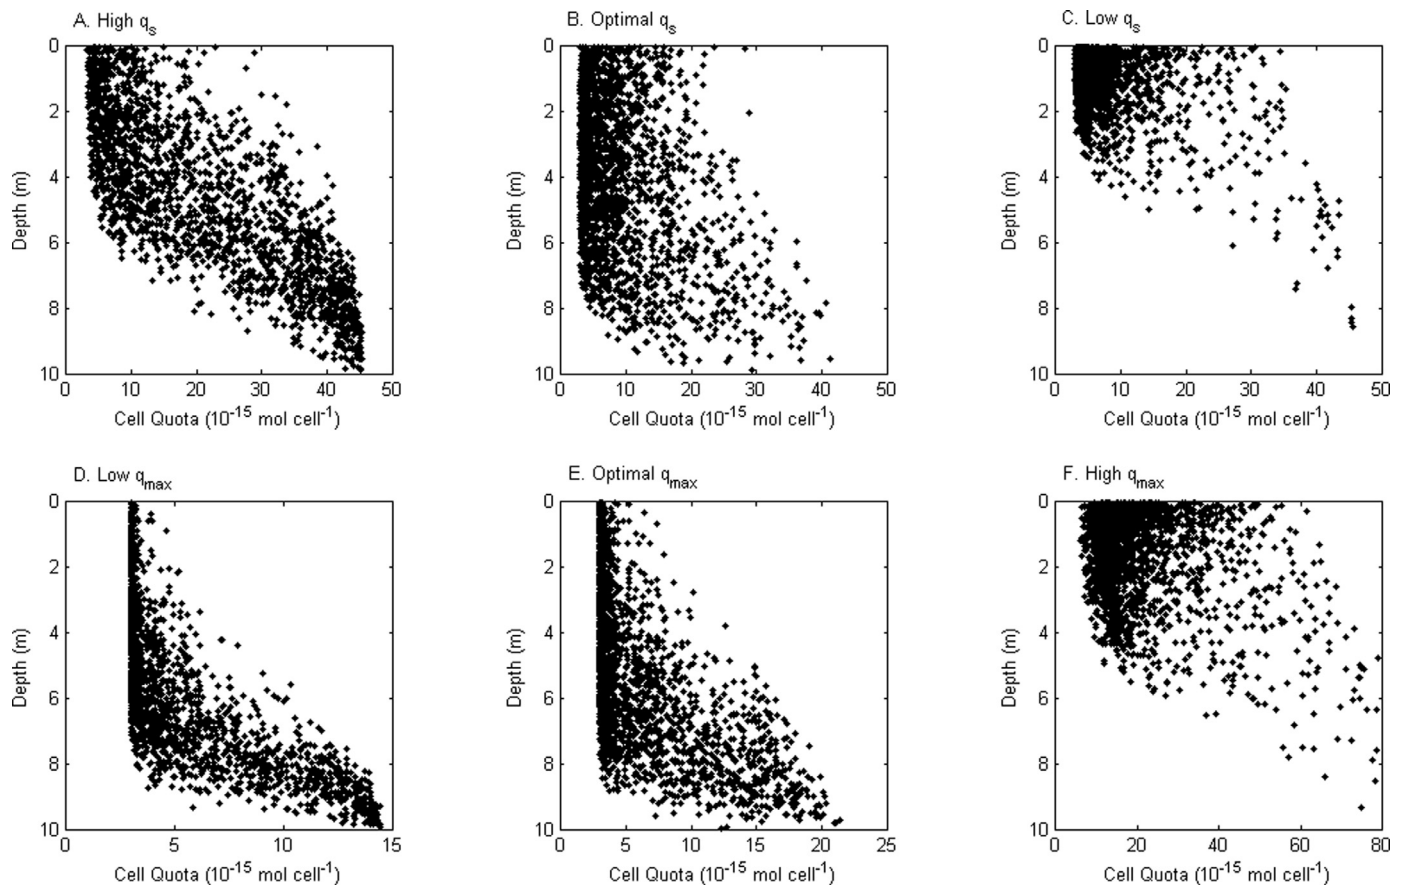 A. High qs
0
2
4
6
8
10
Depth (m)
0 10 20 30 40 50
Cell Quota (10-15 mol cell-1)
B. Optimal qs
0
2
4
6
8
10
Depth (m)
0 10 20 30 40 50
Cell Quota (10-15 mol cell-1)
C. Low qs
0
2
4
6
8
10
Depth (m)
0 10 20 30 40 50
Cell Quota (10-15 mol cell-1)
D. Low qmax
0
2
4
6
8
10
Depth (m)
0 5 10 15
Cell Quota (10-15 mol cell-1)
E. Optimal qmax
0
2
4
6
8
10
Depth (m)
0 5 10 15 20 25
Cell Quota (10-15 mol cell-1)
F. High qmax
0
2
4
6
8
10
Depth (m)
0 20 40 60 80
Cell Quota (10-15 mol cell-1)